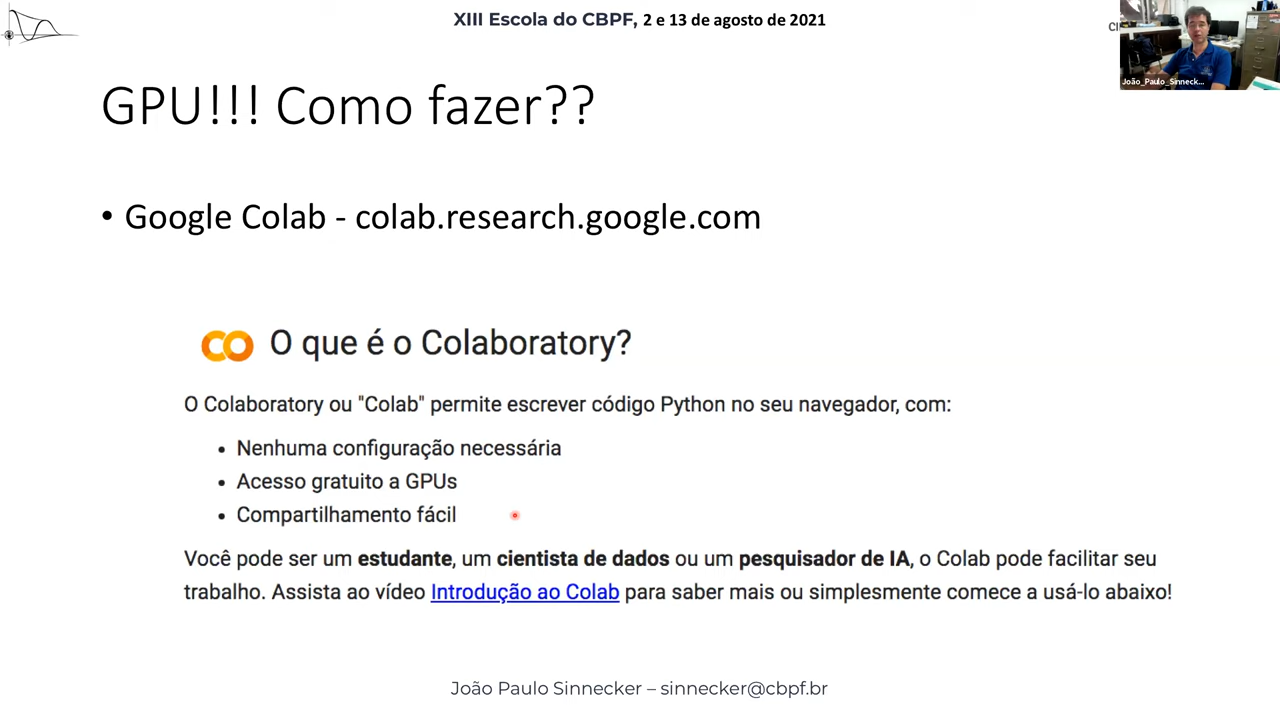 XIII Escola do CBPF, 2 e 13 de agosto de 2021
João_Paulo_Sinneck...
GPU!!! Como fazer??
• Google Colab - colab.research.google.com
CO O que é o Colaboratory?
O Colaboratory ou "Colab" permite escrever código Python no seu navegador, com:
• Nenhuma configuração necessária
• Acesso gratuito a GPUs
• Compartilhamento fácil
Você pode ser um estudante, um cientista de dados ou um pesquisador de IA, o Colab pode facilitar seu
trabalho. Assista ao vídeo Introdução ao Colab para saber mais ou simplesmente comece a usá-lo abaixo!
João Paulo Sinnecker – sinnecker@cbpf.br